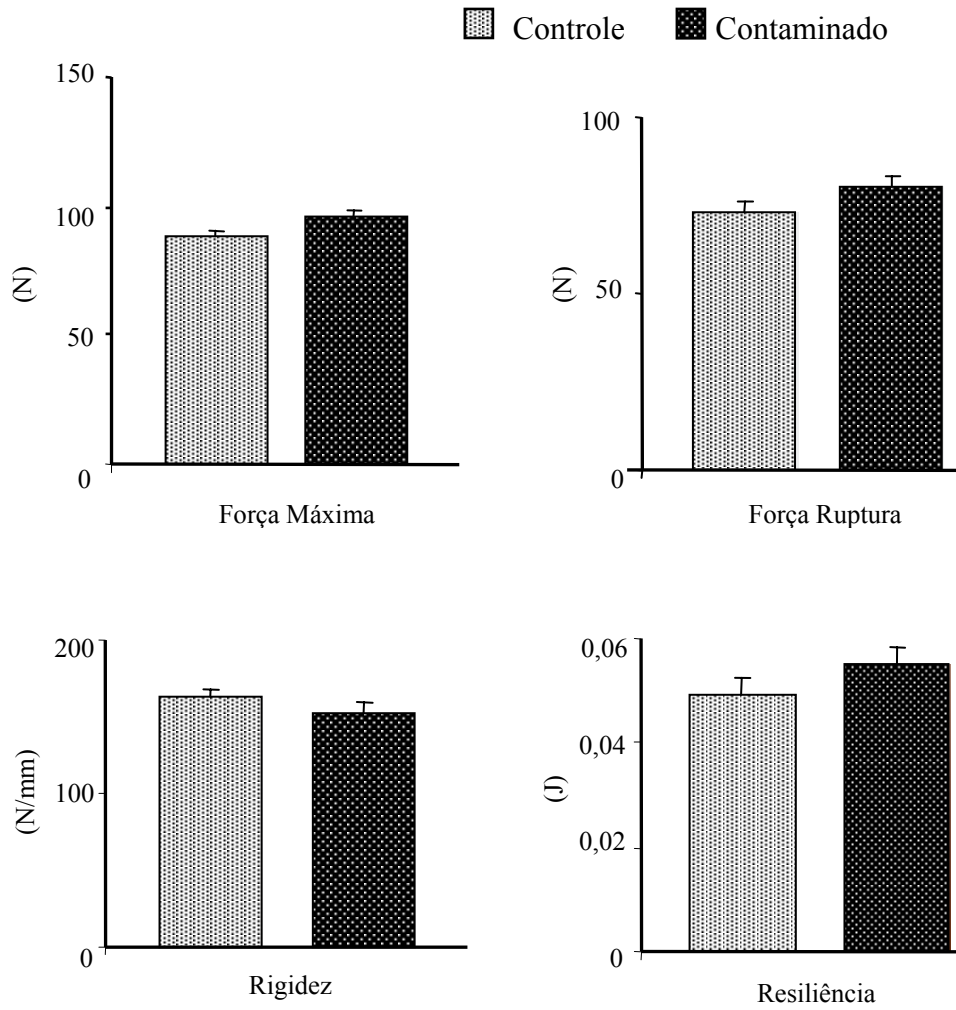 Controle Contaminado
150
100
50
0
(N)
Força Máxima
100
50
0
(N)
Força Ruptura
200
100
0
(N/mm)
Rigidez
0,06
0,04
0,02
0
(J)
Resiliência